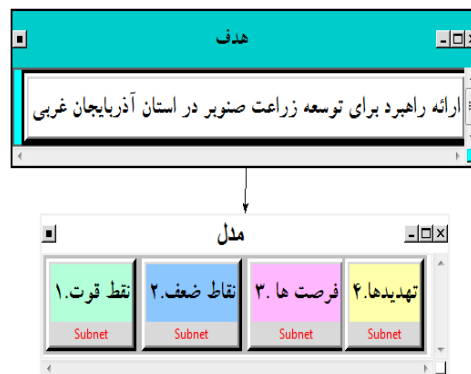 هدف
ارائه راهبرد برای توسعه زراعت صنوبر در استان آذربایجان غربی
مدل
۱.نقط قوت
۲.نقاط ضعف
۳. فرصت ها
۴.تهدیدها
Subnet
Subnet
Subnet
Subnet